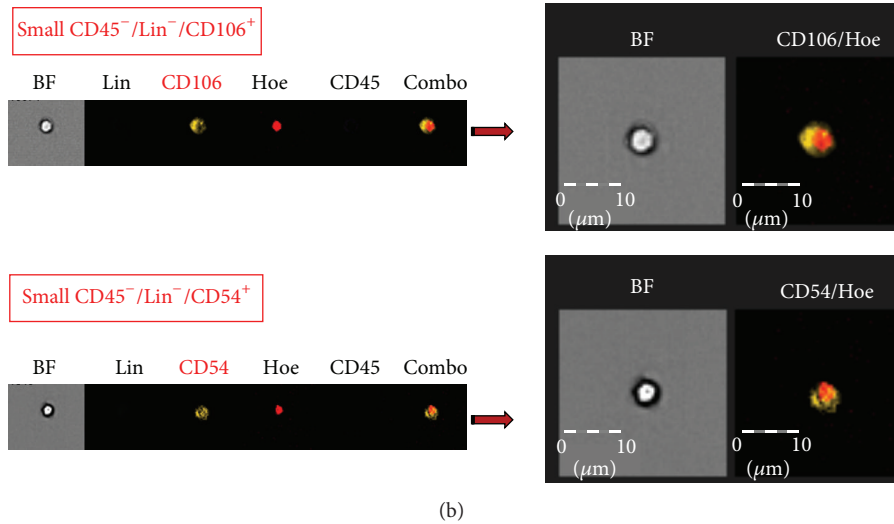 Small CD45⁻/Lin⁻/CD106⁺
BF Lin CD106 Hoe CD45 Combo
BF CD106/Hoe
0 10 0 10
(μm) (μm)
Small CD45⁻/Lin⁻/CD54⁺
BF Lin CD54 Hoe CD45 Combo
BF CD54/Hoe
0 10 0 10
(μm) (μm)
(b)